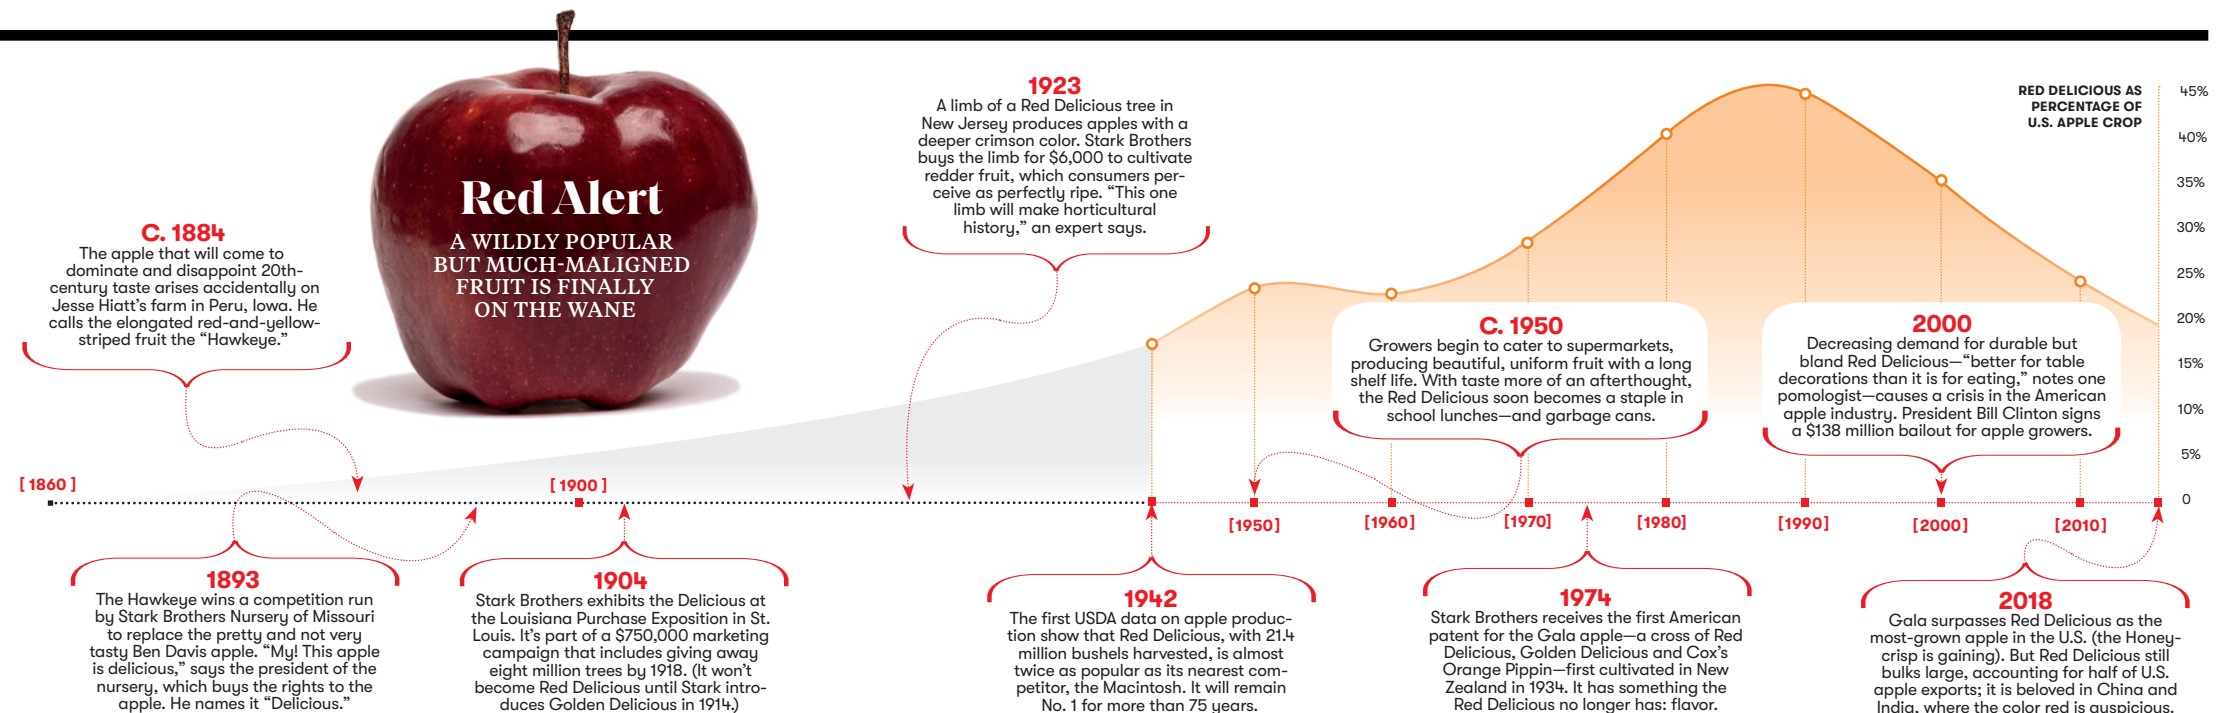 Red Alert
A WILDLY POPULAR
BUT MUCH-MALIGNED
FRUIT IS FINALLY
ON THE WANE
C. 1884
The apple that will come to
dominate and disappoint 20th-
century taste arises accidentally on
Jesse Hiatt's farm in Peru, Iowa. He
calls the elongated red-and-yellow-
striped fruit the “Hawkeye.”
1923
A limb of a Red Delicious tree in
New Jersey produces apples with a
deeper crimson color. Stark Brothers
buys the limb for $6,000 to cultivate
redder fruit, which consumers per-
ceive as perfectly ripe. “This one
limb will make horticultural
history,” an expert says.
RED DELICIOUS AS
PERCENTAGE OF
U.S. APPLE CROP
45%
40%
35%
30%
25%
20%
15%
10%
5%
0
C. 1950
Growers begin to cater to supermarkets,
producing beautiful, uniform fruit with a long
shelf life. With taste more of an afterthought,
the Red Delicious soon becomes a staple in
school lunches—and garbage cans.
2000
Decreasing demand for durable but
bland Red Delicious—“better for table
decorations than it is for eating,” notes one
pomologist—causes a crisis in the American
apple industry. President Bill Clinton signs
a $138 million bailout for apple growers.
[1860]
[1900]
[1950]
[1960]
[1970]
[1980]
[1990]
[2000]
[2010]
1893
The Hawkeye wins a competition run
by Stark Brothers Nursery of Missouri
to replace the pretty and not very
tasty Ben Davis apple. “My! This apple
is delicious,” says the president of the
nursery, which buys the rights to the
apple. He names it “Delicious.”
1904
Stark Brothers exhibits the Delicious at
the Louisiana Purchase Exposition in St.
Louis. It's part of a $750,000 marketing
campaign that includes giving away
eight million trees by 1918. (It won't
become Red Delicious until Stark intro-
duces Golden Delicious in 1914.)
1942
The first USDA data on apple produc-
tion show that Red Delicious, with 21.4
million bushels harvested, is almost
twice as popular as its nearest com-
petitor, the Macintosh. It will remain
No. 1 for more than 75 years.
1974
Stark Brothers receives the first American
patent for the Gala apple—a cross of Red
Delicious, Golden Delicious and Cox's
Orange Pippin—first cultivated in New
Zealand in 1934. It has something the
Red Delicious no longer has: flavor.
2018
Gala surpasses Red Delicious as the
most-grown apple in the U.S. (the Honey-
crisp is gaining). But Red Delicious still
bulks large, accounting for half of U.S.
apple exports; it is beloved in China and
India, where the color red is auspicious.